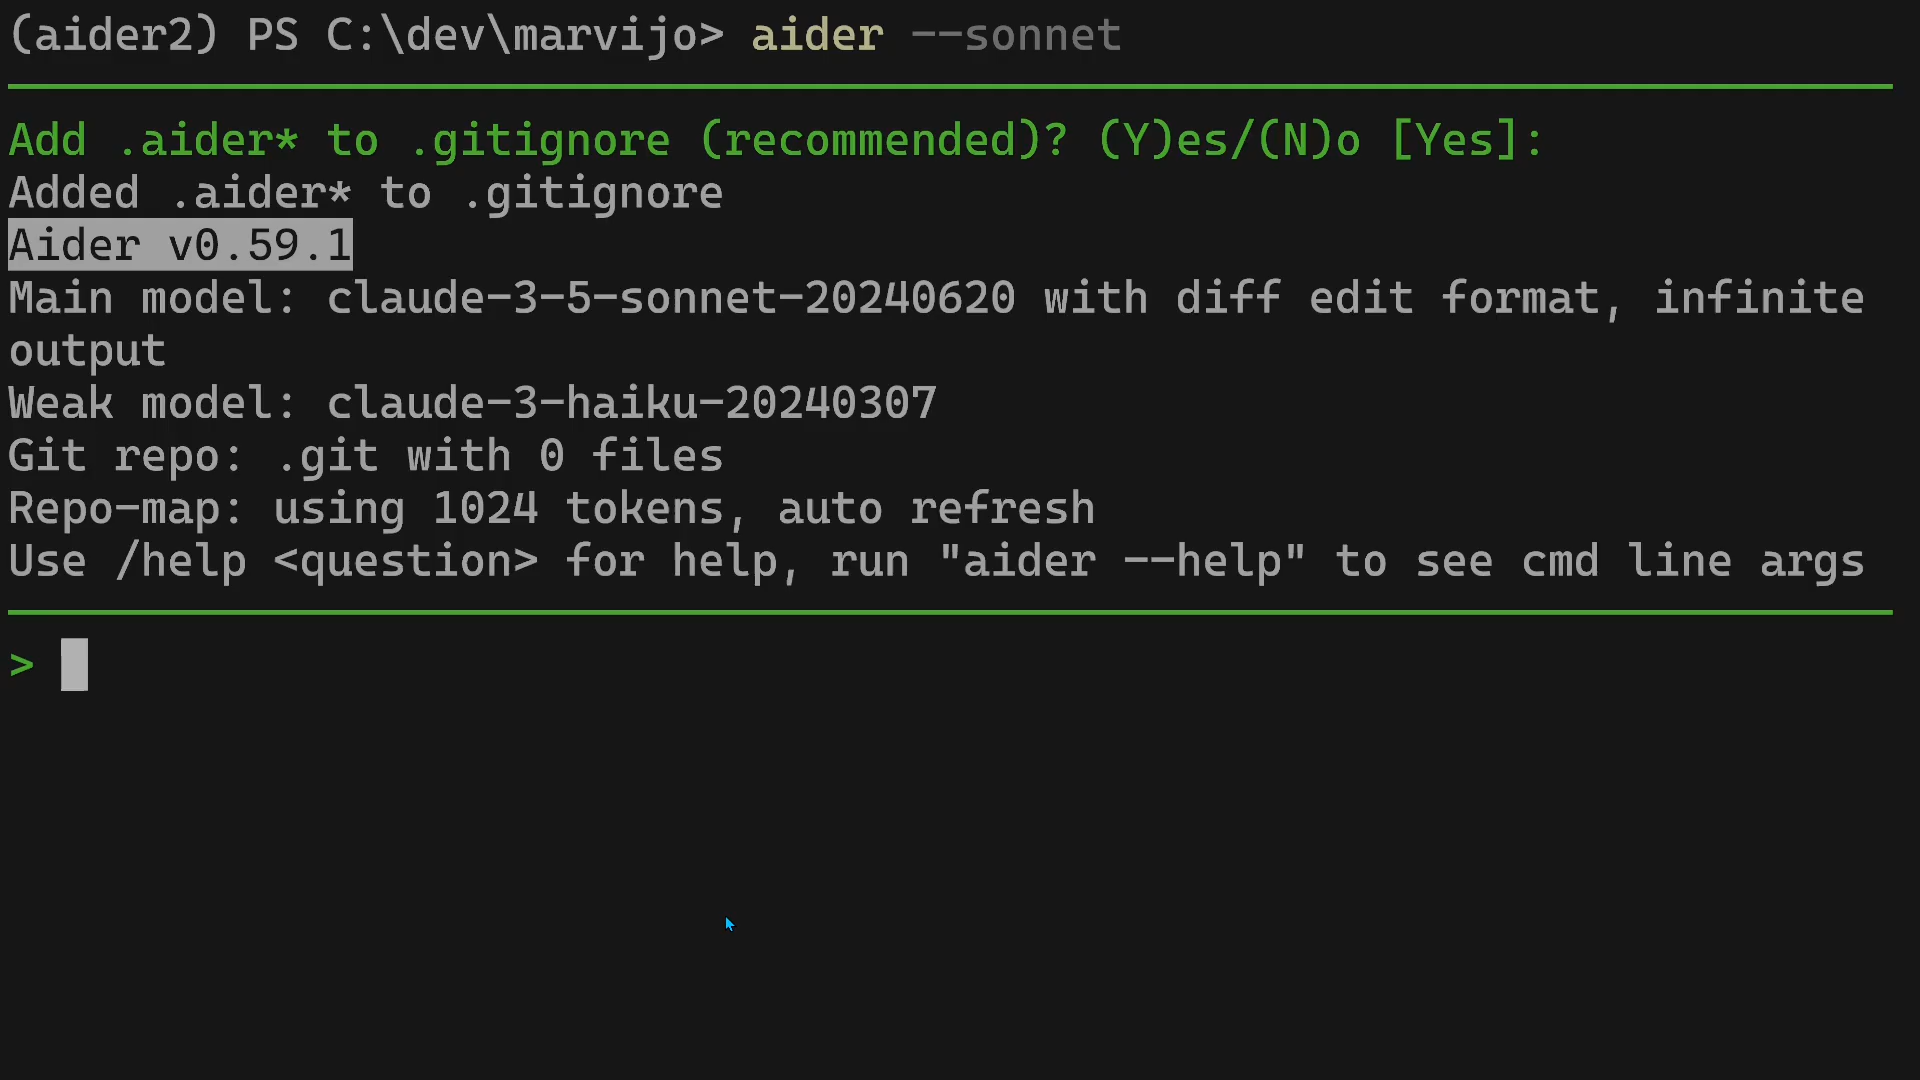 (aider2) PS C:\dev\marvijo> aider --sonnet
Add .aider* to .gitignore (recommended)? (Y)es/(N)o [Yes]:
Added .aider* to .gitignore
Aider v0.59.1
Main model: claude-3-5-sonnet-20240620 with diff edit format, infinite
output
Weak model: claude-3-haiku-20240307
Git repo: .git with 0 files
Repo-map: using 1024 tokens, auto refresh
Use /help <question> for help, run "aider --help" to see cmd line args
>